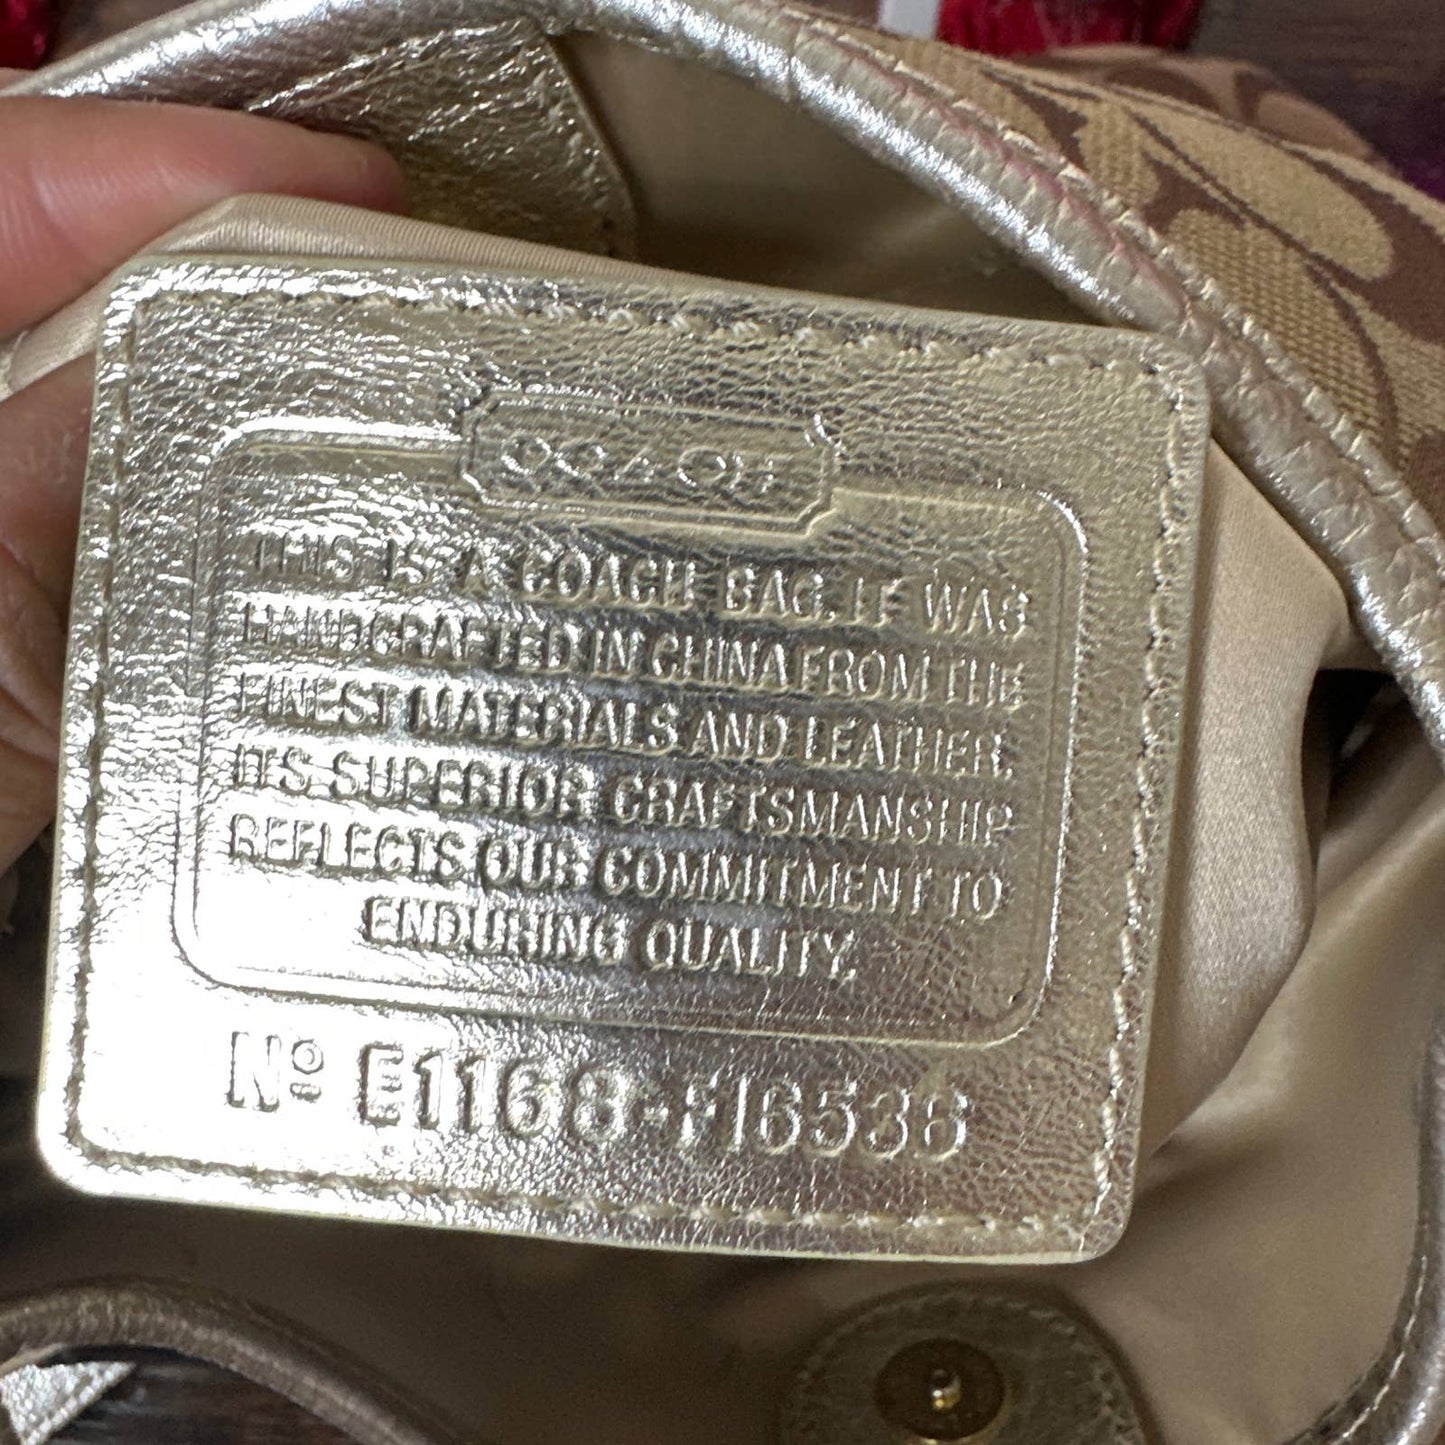 COACH
THIS IS A COACH BAG. IT WAS
HANDCRAFTED IN CHINA FROM THE
FINEST MATERIALS AND LEATHER.
ITS SUPERIOR CRAFTSMANSHIP
REFLECTS OUR COMMITMENT TO
ENDURING QUALITY.
Nº E1168-F16538